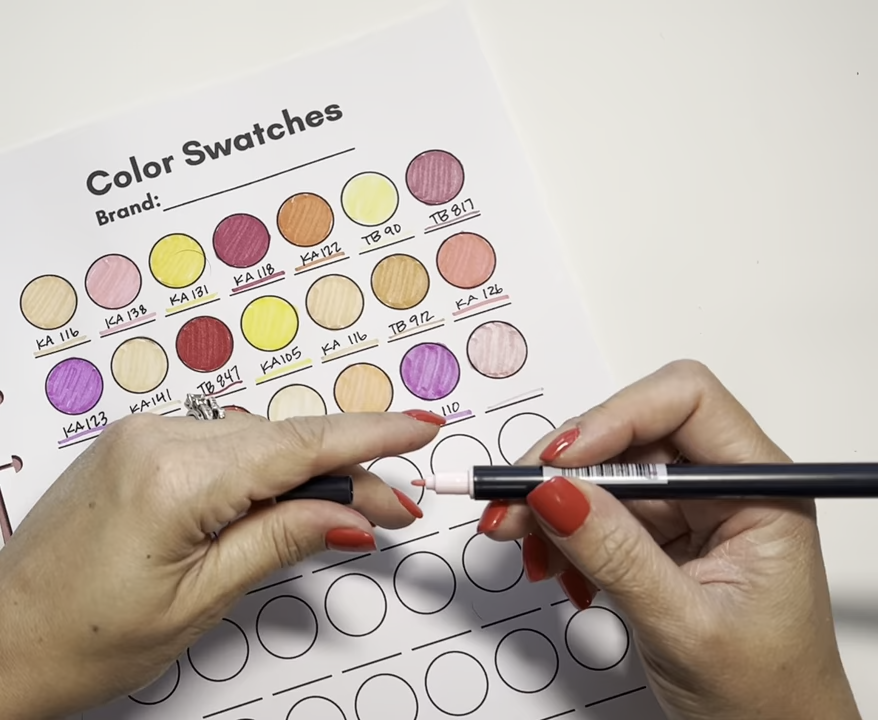 Color Swatches
Brand:
KA 116 KA 138 KA 131 KA 118 KA 122 TB 90 TB 817
KA 123 KA 141 TB 847 KA 105 KA 116 TB 912 KA 126
110